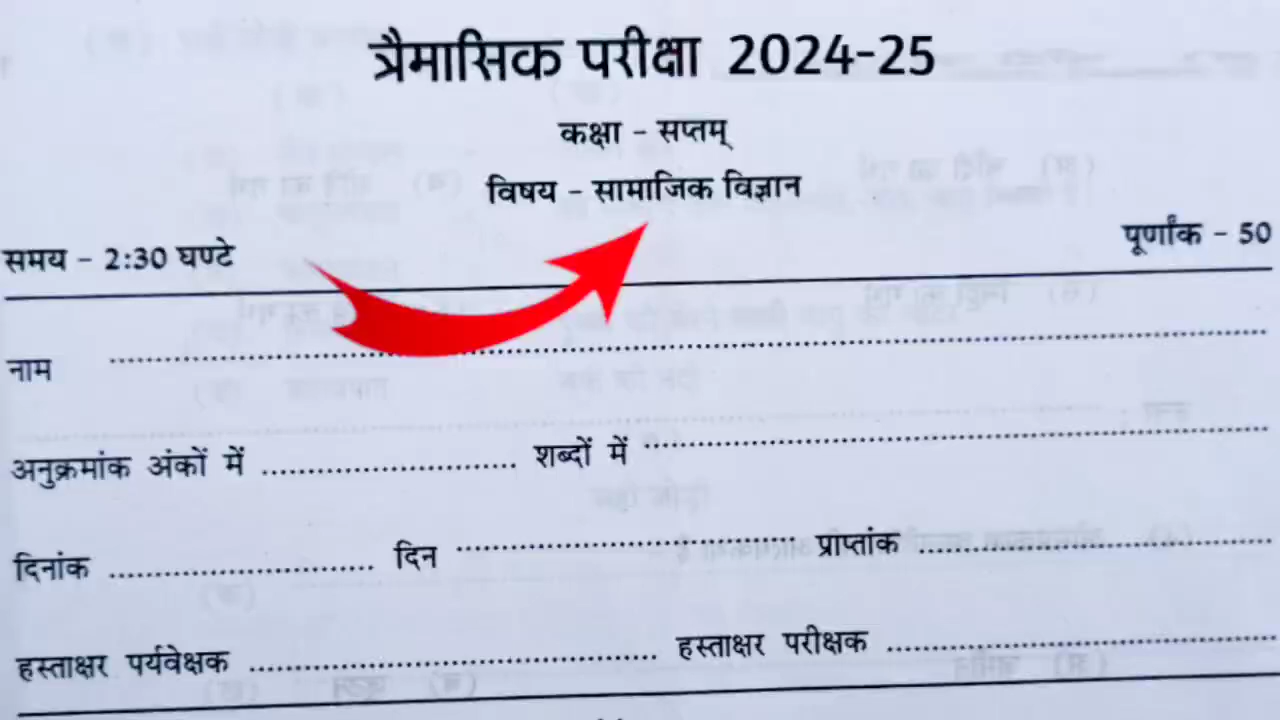 त्रैमासिक परीक्षा 2024-25
कक्षा - सप्तम्
विषय - सामाजिक विज्ञान
समय - 2:30 घण्टे पूर्णांक - 50
नाम ........................................
अनुक्रमांक अंकों में .............................. शब्दों में ........................................
दिनांक .............................. दिन .............................. प्राप्तांक ..............................
हस्ताक्षर पर्यवेक्षक ........................................ हस्ताक्षर परीक्षक ........................................